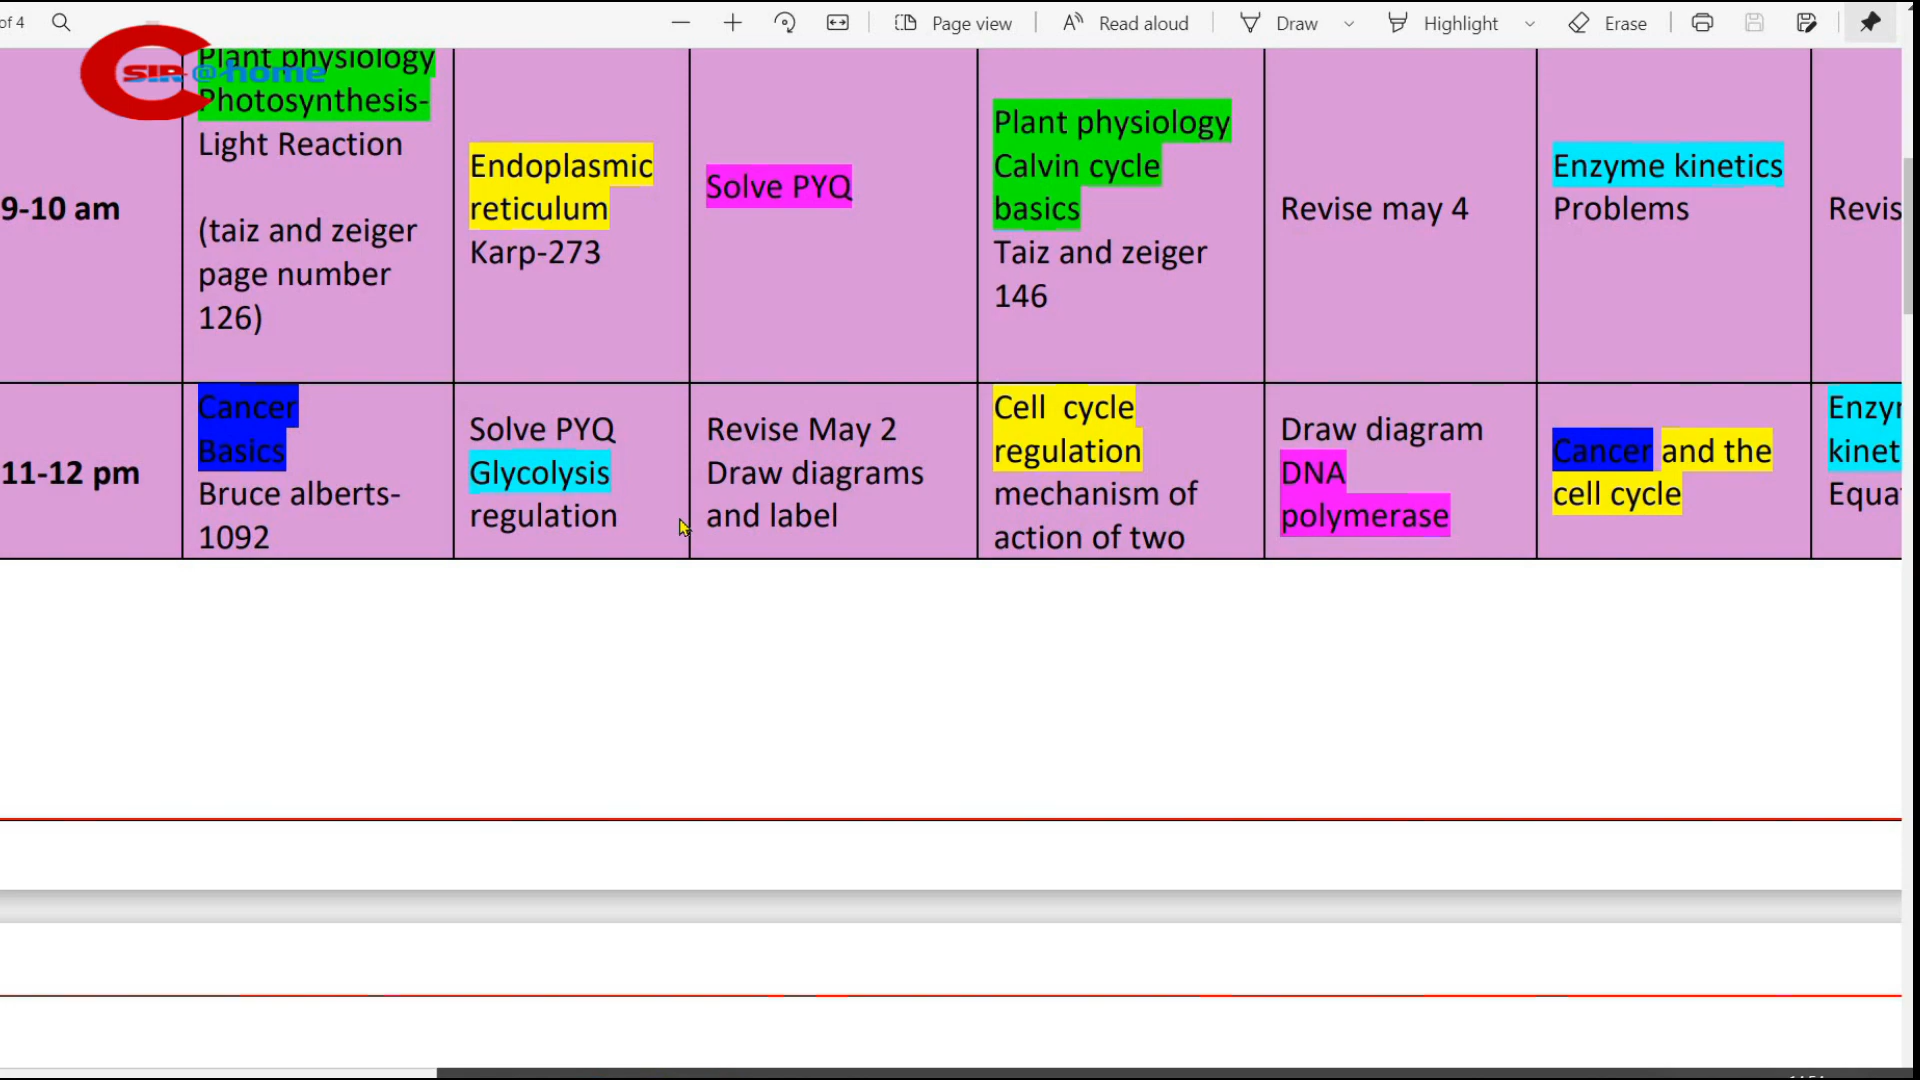 of 4
Page view
Read aloud
Draw
Highlight
Erase
SIR@home
9-10 am
Plant physiology
Photosynthesis-
Light Reaction
(taiz and zeiger
page number
126)
Endoplasmic
reticulum
Karp-273
Solve PYQ
Plant physiology
Calvin cycle
basics
Taiz and zeiger
146
Revise may 4
Enzyme kinetics
Problems
Revis
11-12 pm
Cancer
Basics
Bruce alberts-
1092
Solve PYQ
Glycolysis
regulation
Revise May 2
Draw diagrams
and label
Cell cycle
regulation
mechanism of
action of two
Draw diagram
DNA
polymerase
Cancer and the
cell cycle
kinet